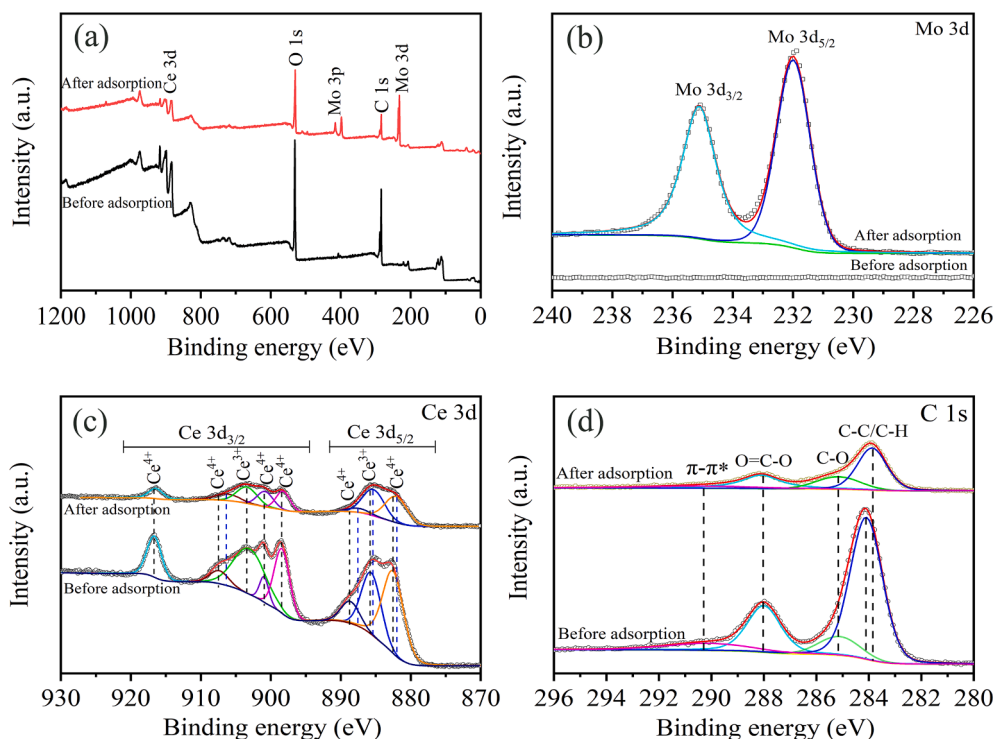 (a)
After adsorption
Ce 3d
O 1s
Mo 3p
C 1s
Mo 3d
Before adsorption
Intensity (a.u.)
1200 1000 800 600 400 200 0
Binding energy (eV)
(b)
Mo 3d
Mo 3d5/2
Mo 3d3/2
After adsorption
Before adsorption
Intensity (a.u.)
240 238 236 234 232 230 228 226
Binding energy (eV)
(c)
Ce 3d
Ce 3d3/2
Ce 3d5/2
Ce4+
Ce4+
Ce3+
Ce4+
Ce4+
Ce4+
Ce3+
Ce4+
After adsorption
Before adsorption
Intensity (a.u.)
930 920 910 900 890 880 870
Binding energy (eV)
(d)
C 1s
C-C/C-H
O=C-O
C-O
π-π*
After adsorption
Before adsorption
Intensity (a.u.)
296 294 292 290 288 286 284 282 280
Binding energy (eV)